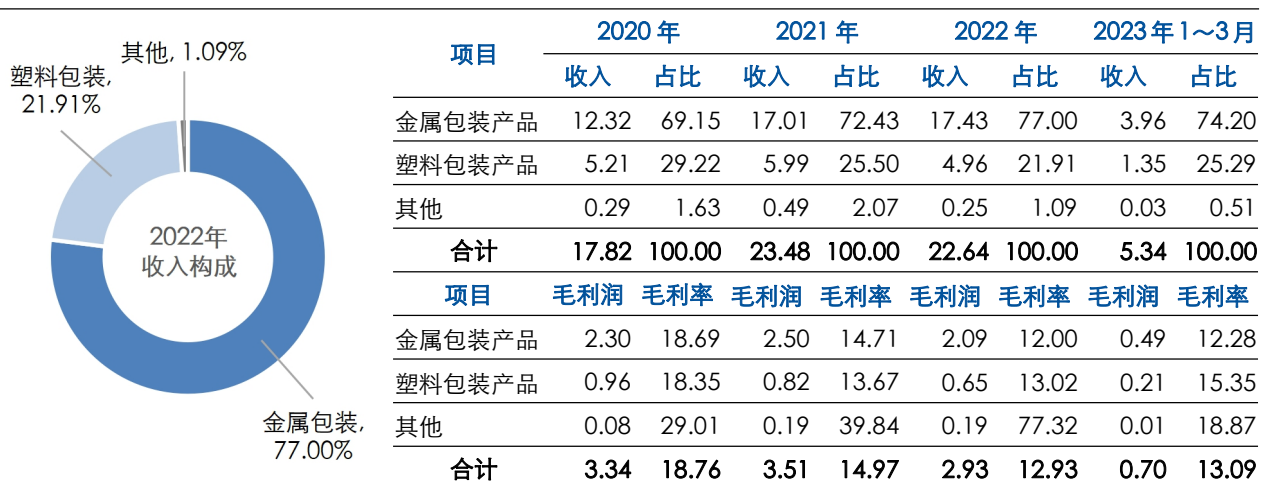 其他, 1.09%
塑料包装,
21.91%
2022年
收入构成
金属包装,
77.00%
项目 2020 年 2021 年 2022 年 2023 年 1～3 月
收入 占比 收入 占比 收入 占比 收入 占比
金属包装产品 12.32 69.15 17.01 72.43 17.43 77.00 3.96 74.20
塑料包装产品 5.21 29.22 5.99 25.50 4.96 21.91 1.35 25.29
其他 0.29 1.63 0.49 2.07 0.25 1.09 0.03 0.51
合计 17.82 100.00 23.48 100.00 22.64 100.00 5.34 100.00
项目 毛利润 毛利率 毛利润 毛利率 毛利润 毛利率 毛利润 毛利率
金属包装产品 2.30 18.69 2.50 14.71 2.09 12.00 0.49 12.28
塑料包装产品 0.96 18.35 0.82 13.67 0.65 13.02 0.21 15.35
其他 0.08 29.01 0.19 39.84 0.19 77.32 0.01 18.87
合计 3.34 18.76 3.51 14.97 2.93 12.93 0.70 13.09